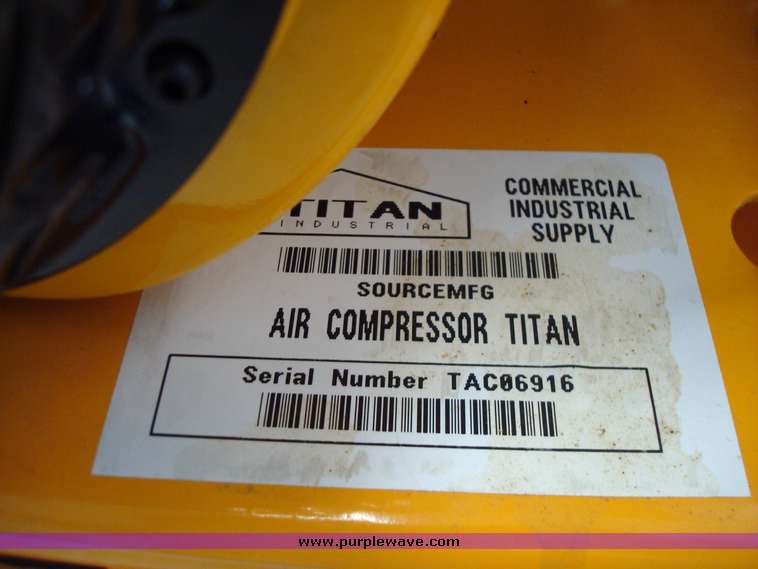 TITAN
INDUSTRIAL
COMMERCIAL
INDUSTRIAL
SUPPLY
SOURCEMFG
AIR COMPRESSOR TITAN
Serial Number TAC06916
www.purplewave.com